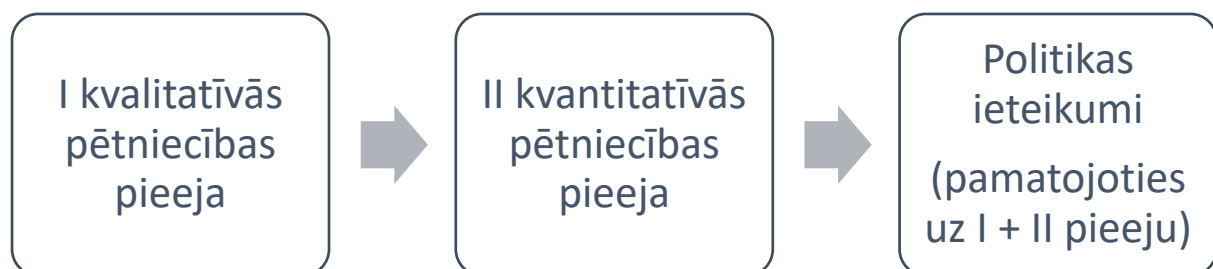 I kvalitatīvās
pētniecības
pieeja
II kvantitatīvās
pētniecības
pieeja
Politikas
ieteikumi
(pamatojoties
uz I + II pieeju)